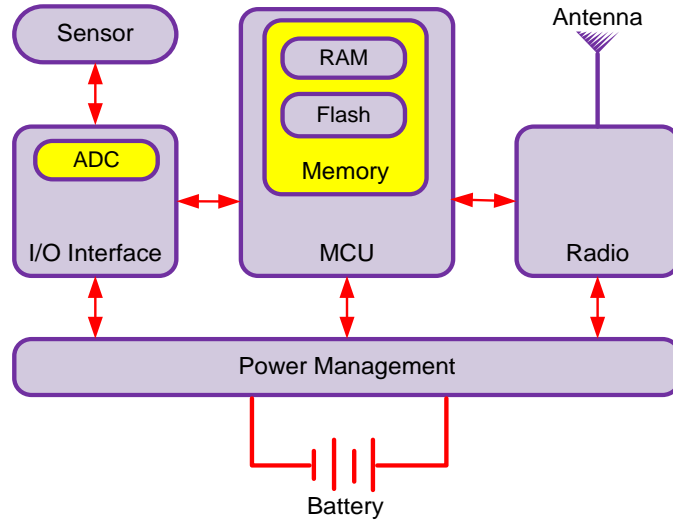 Sensor
Antenna
RAM
Flash
ADC
Memory
I/O Interface
MCU
Radio
Power Management
Battery